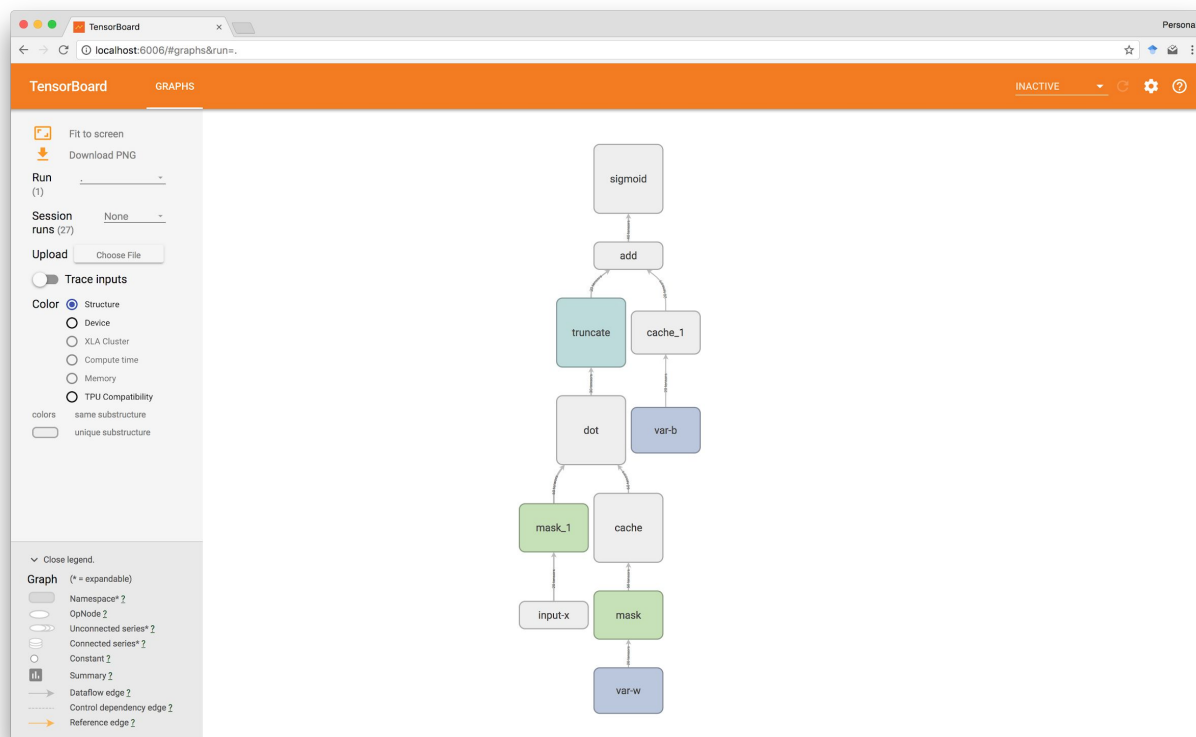 TensorBoard
Persona
localhost:6006/#graphs&run=.
TensorBoard
GRAPHS
INACTIVE
Fit to screen
Download PNG
Run
.
(1)
Session
None
runs (27)
Upload
Choose File
Trace inputs
Color
Structure
Device
XLA Cluster
Compute time
Memory
TPU Compatibility
colors same substructure
unique substructure
Close legend.
Graph (* = expandable)
Namespace* ?
OpNode ?
Unconnected series* ?
Connected series* ?
Constant ?
Summary ?
Dataflow edge ?
Control dependency edge ?
Reference edge ?
sigmoid
add
truncate
cache_1
dot
var-b
mask_1
cache
input-x
mask
var-w